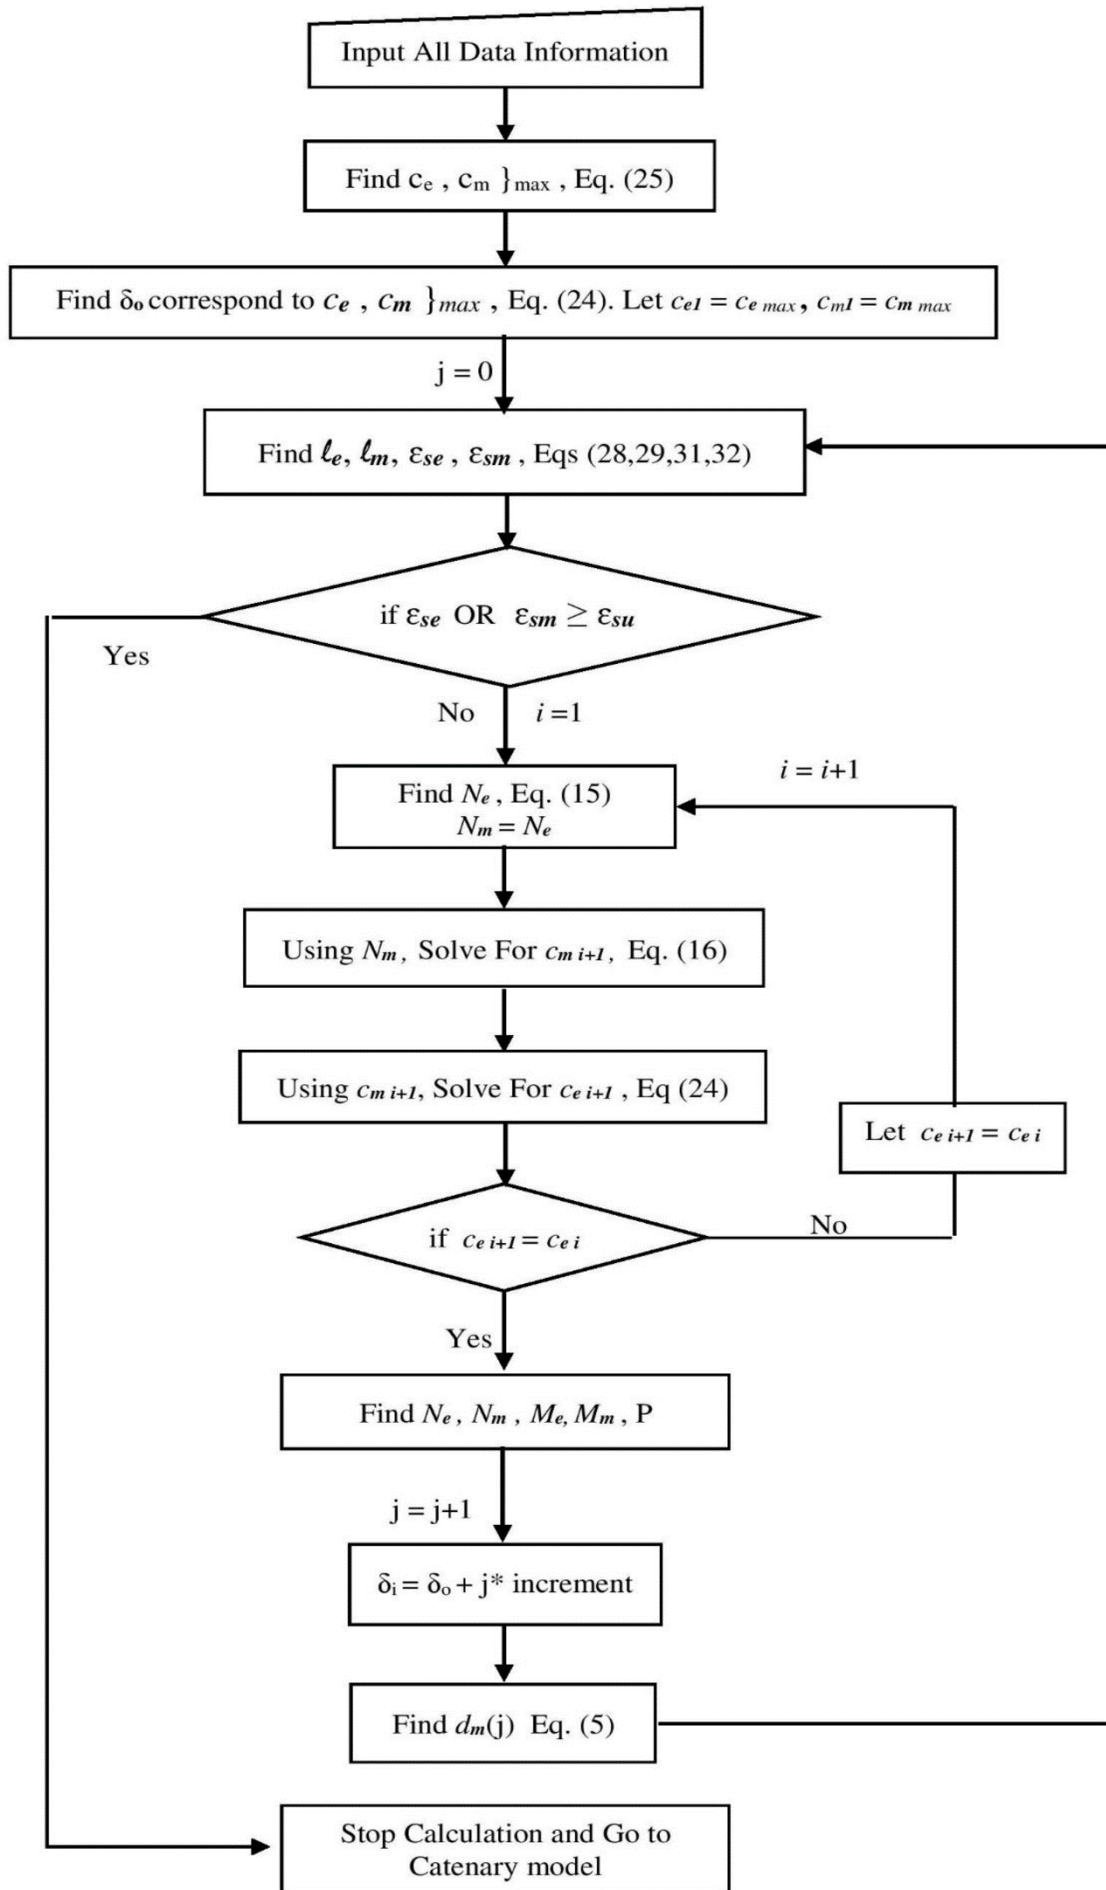 Input All Data Information
Find cₑ , cₘ }max , Eq. (25)
Find δₒ correspond to cₑ , cₘ }max , Eq. (24). Let cₑ₁ = cₑ max, cₘ₁ = cₘ max
j = 0
Find ℓₑ, ℓₘ, εₛₑ , εₛₘ , Eqs (28,29,31,32)
if εₛₑ OR εₛₘ ≥ εₛᵤ
Yes
No i =1
i = i+1
Find Nₑ , Eq. (15)
Nₘ = Nₑ
Using Nₘ, Solve For cₘ ᵢ₊₁, Eq. (16)
Using cₘ ᵢ₊₁, Solve For cₑ ᵢ₊₁ , Eq (24)
Let cₑ ᵢ₊₁ = cₑ ᵢ
if cₑ ᵢ₊₁ = cₑ ᵢ
No
Yes
Find Nₑ , Nₘ , Mₑ, Mₘ , P
j = j+1
δᵢ = δₒ + j* increment
Find dₘ(j) Eq. (5)
Stop Calculation and Go to
Catenary model